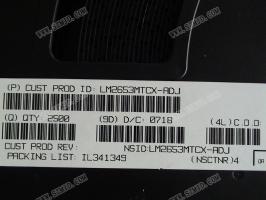 (P) CUST PROD ID: LM2653MTCX-ADJ
(Q) QTY: 2500 (9D) D/C: 0718 (4L) C.O.O:
CUST PROD REV: NSID:LM2653MTCX-ADJ
PACKING LIST: IL341349 (NSCTNR)4